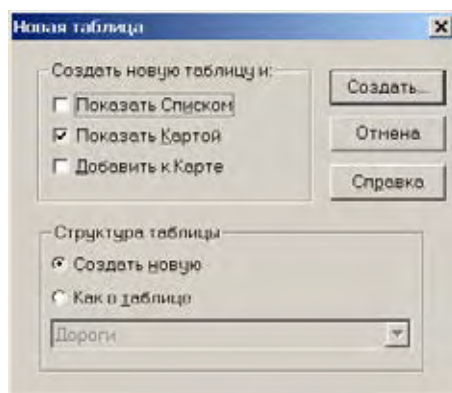 Новая таблица
Создать новую таблицу и:
Показать Списком
Показать Картой
Добавить к Карте
Создать...
Отмена
Справка
Структура таблицы
Создать новую
Как в таблице
Дороги